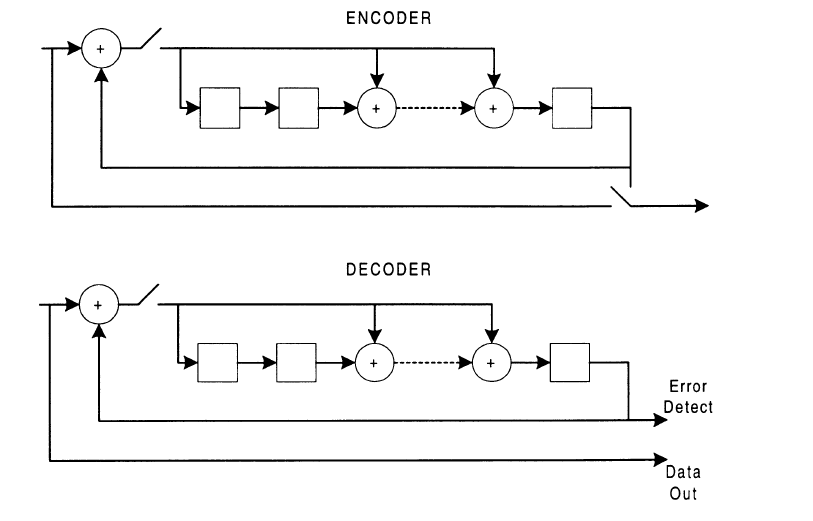 ENCODER
+
+
+
DECODER
+
+
+
Error
Detect
Data
Out